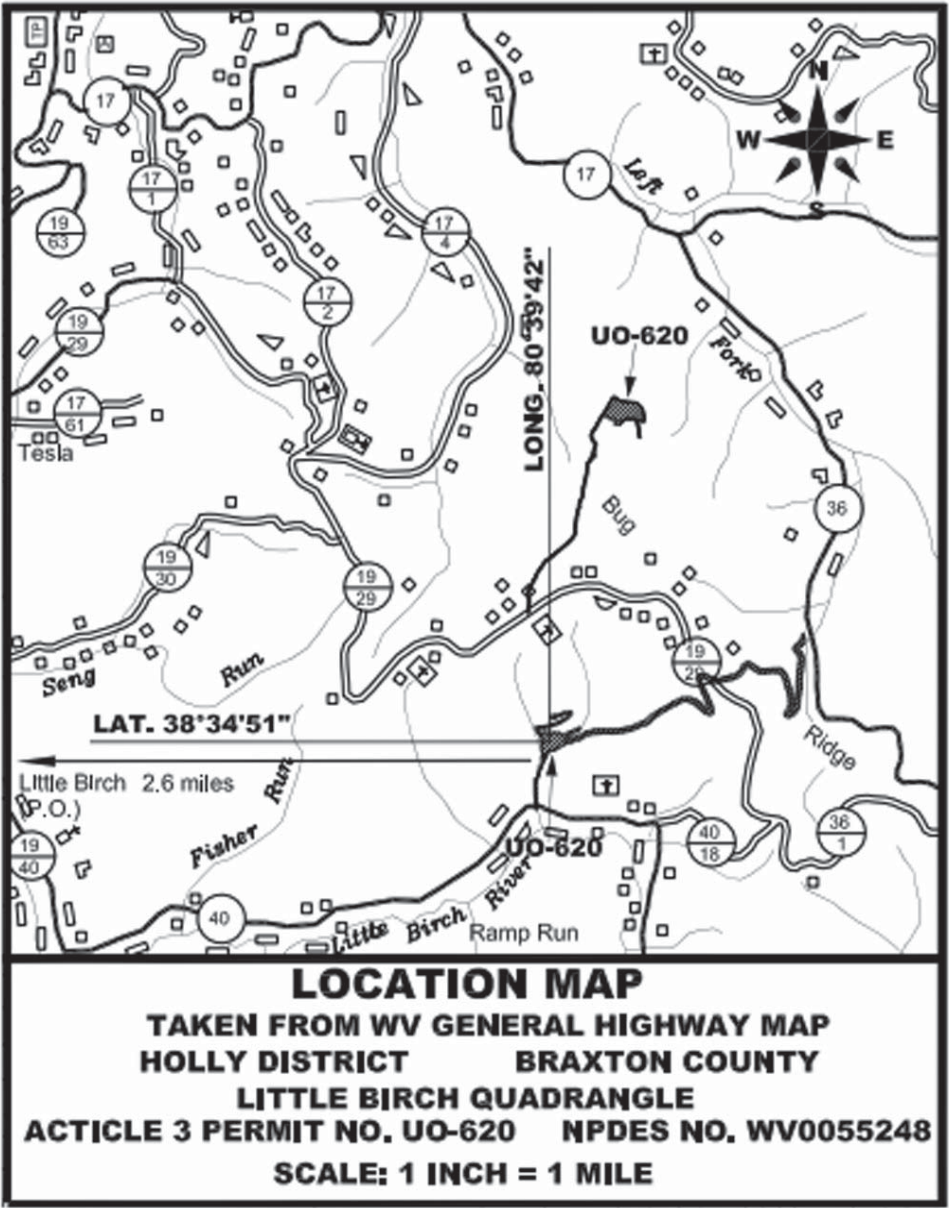 TP
17
17
1
19
63
17
4
17
2
17
Left
N
W E
S
19
29
17
61
Tesla
LONG. 80°39'42"
UO-620
Fork
36
Bug
19
30
19
29
Seng
Run
19
29
LAT. 38°34'51"
LIttle Birch 2.6 miles
(P.O.)
Run
Fisher
Ridge
19
40
40
18
36
1
UO-620
40
Little Birch River
Ramp Run
LOCATION MAP
TAKEN FROM WV GENERAL HIGHWAY MAP
HOLLY DISTRICT BRAXTON COUNTY
LITTLE BIRCH QUADRANGLE
ACTICLE 3 PERMIT NO. UO-620 NPDES NO. WV0055248
SCALE: 1 INCH = 1 MILE